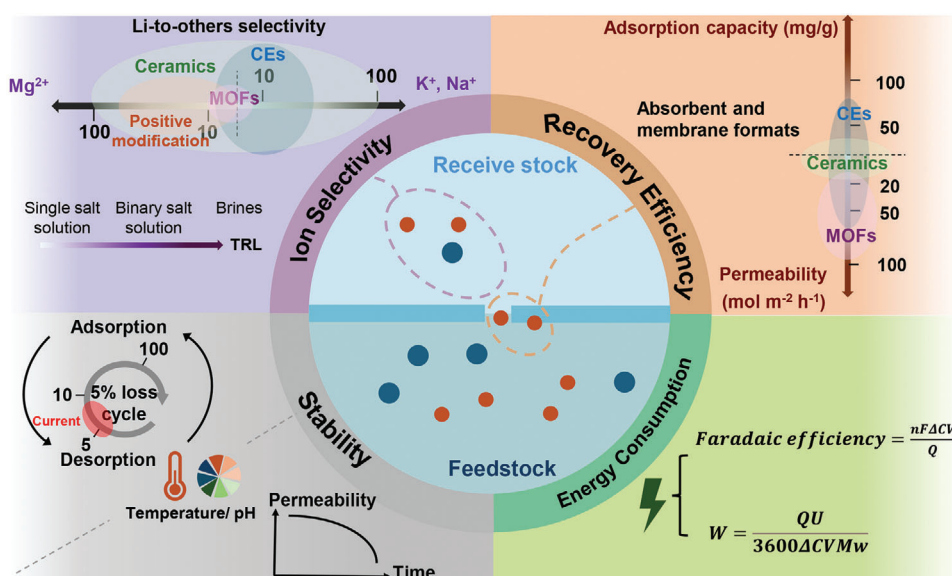 Li-to-others selectivity
CEs
Ceramics
10
Mg²⁺
100
K⁺, Na⁺
MOFs
100
10
Positive
modification
Single salt
solution
Binary salt
solution
Brines
TRL
Adsorption capacity (mg/g)
100
Absorbent and
membrane formats
CEs
50
Ceramics
20
50
MOFs
100
Permeability
(mol m⁻² h⁻¹)
Ion Selectivity
Recovery Efficiency
Receive stock
Stability
Energy Consumption
Feedstock
Adsorption
100
10
5% loss
cycle
Current
5
Desorption
Temperature/ pH
Permeability
Time
Faradaic efficiency = nFΔCV/Q
W = QU/3600ΔCVMw